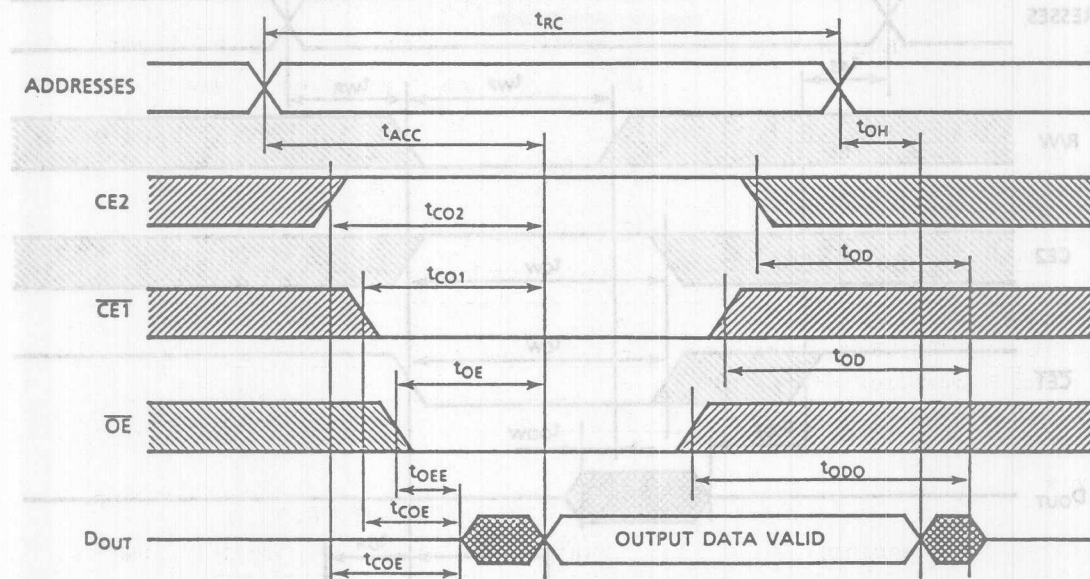 tRC
ADDRESSES
tACC
tOH
CE2
tCO2
tOD
CE1
tCO1
tOE
tOD
OE
tOEE
tODO
tCOE
DOUT
OUTPUT DATA VALID
tCOE